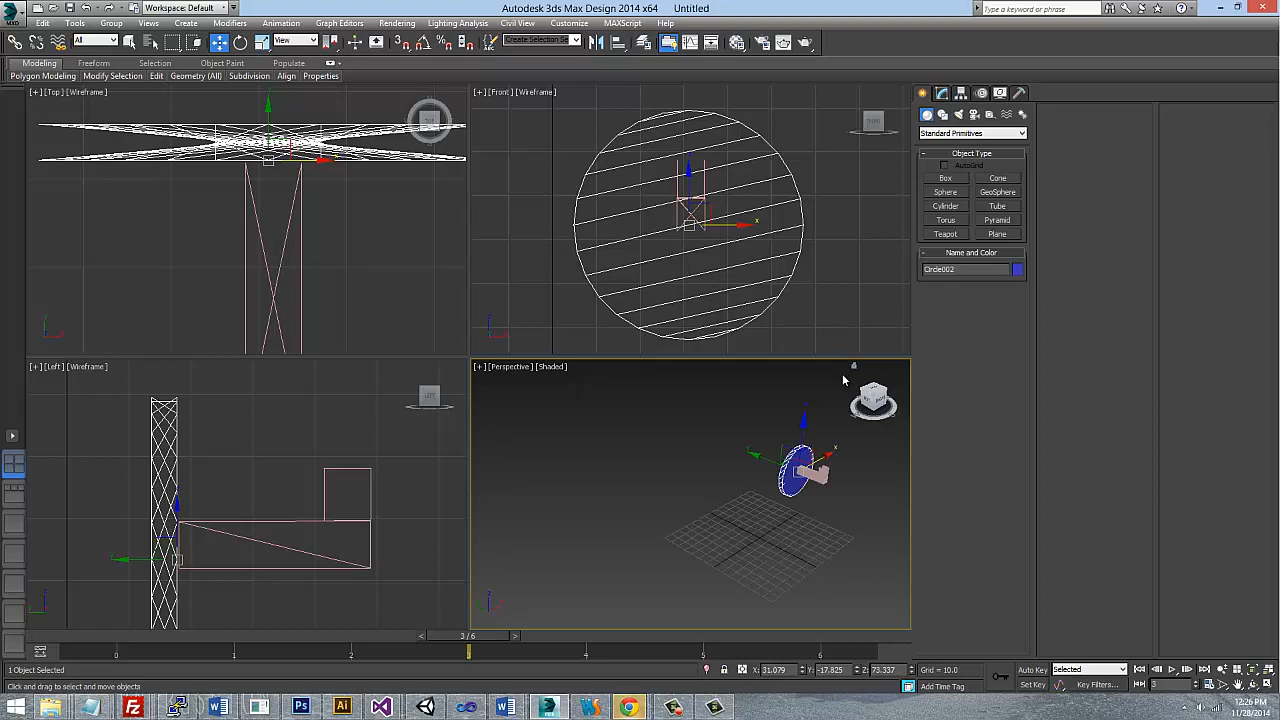 Workspace: Default
Autodesk 3ds Max Design 2014 x64 Untitled
Type a keyword or phrase
Edit Tools Group Views Create Modifiers Animation Graph Editors Rendering Lighting Analysis Civil View Customize MAXScript Help
All View Create Selection Se
Modeling Freeform Selection Object Paint Populate
Polygon Modeling Modify Selection Edit Geometry (All) Subdivision Align Properties
[+] [Top] [Wireframe]
[+] [Front] [Wireframe]
Standard Primitives
Object Type
AutoGrid
Box Cone
Sphere GeoSphere
Cylinder Tube
Torus Pyramid
Teapot Plane
Name and Color
Circle002
[+] [Left] [Wireframe]
[+] [Perspective] [Shaded]
3 / 6
0 1 2 3 5 6
1 Object Selected
X: 31.079 Y: -17.825 Z: 73.337 Grid = 10.0
Auto Key Selected
Click and drag to select and move objects
Add Time Tag
Set Key Key Filters... 3
12:26 PM
11/28/2014